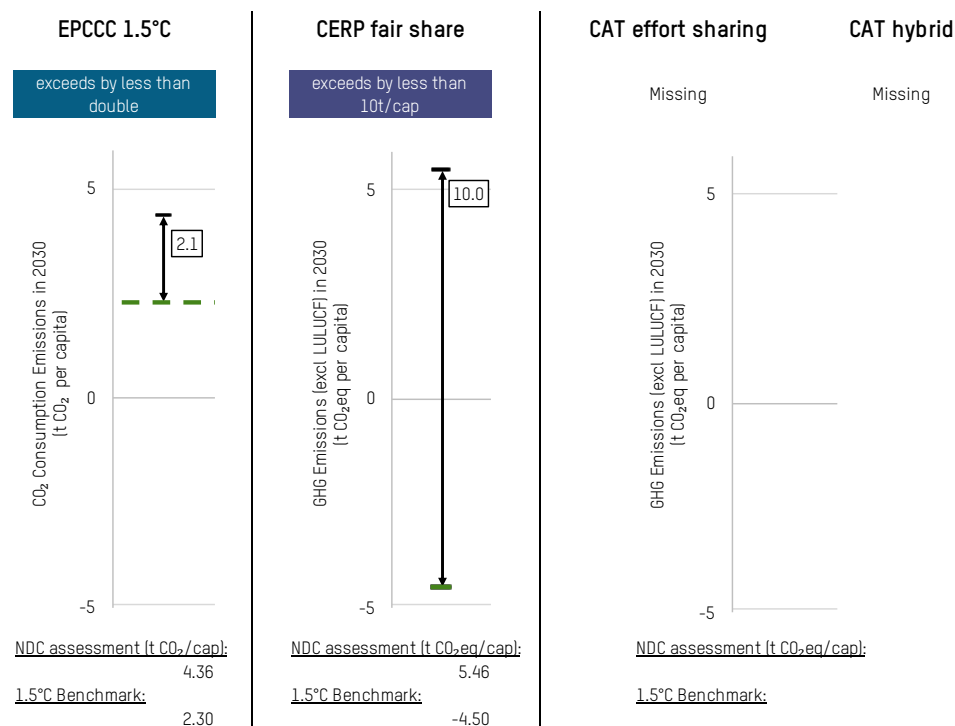 EPCCC 1.5°C
exceeds by less than
double
5
0
-5
CO₂ Consumption Emissions in 2030
(t CO₂ per capita)
2.1
NDC assessment (t CO₂/cap):
4.36
1.5°C Benchmark:
2.30
CERP fair share
exceeds by less than
10t/cap
5
0
-5
GHG Emissions (excl LULUCF) in 2030
(t CO₂eq per capita)
10.0
NDC assessment (t CO₂eq/cap):
5.46
1.5°C Benchmark:
-4.50
CAT effort sharing
Missing
CAT hybrid
Missing
5
0
-5
GHG Emissions (excl LULUCF) in 2030
(t CO₂eq per capita)
NDC assessment (t CO₂eq/cap):
1.5°C Benchmark: